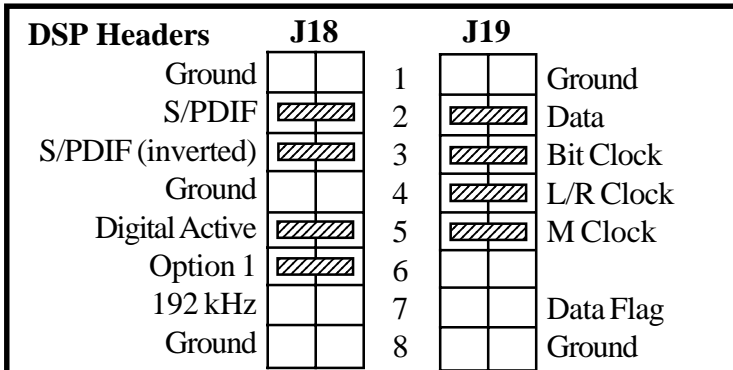 DSP Headers J18 J19
Ground 1 Ground
S/PDIF 2 Data
S/PDIF (inverted) 3 Bit Clock
Ground 4 L/R Clock
Digital Active 5 M Clock
Option 1 6
192 kHz 7 Data Flag
Ground 8 Ground